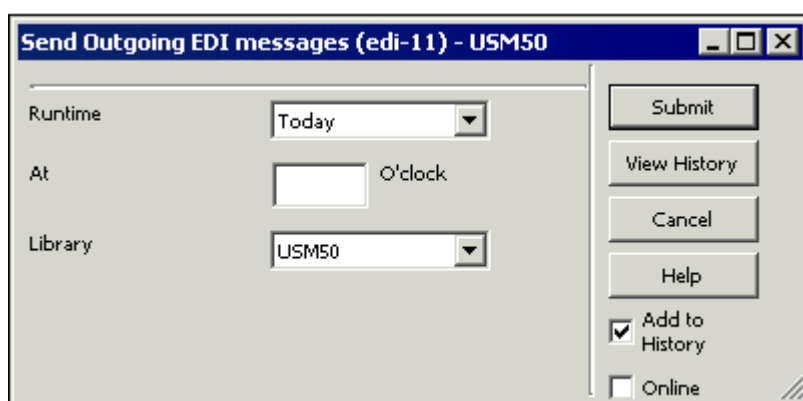 Send Outgoing EDI messages (edi-11) - USM50
Runtime
Today
At
O'clock
Library
USM50
Submit
View History
Cancel
Help
Add to
History
Online